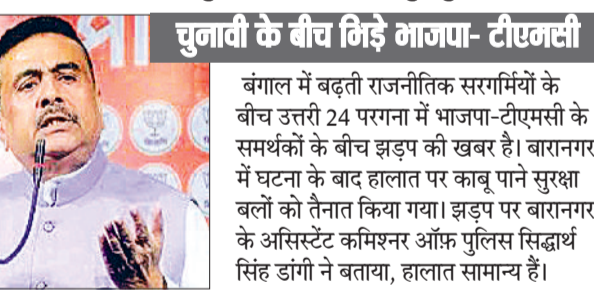 चुनावी के बीच भिड़े भाजपा- टीएमसी
बंगाल में बढ़ती राजनीतिक सरगर्मियों के
बीच उत्तरी 24 परगना में भाजपा-टीएमसी के
समर्थकों के बीच झड़प की खबर है। बारानगर
में घटना के बाद हालात पर काबू पाने सुरक्षा
बलों को तैनात किया गया। झड़प पर बारानगर
के असिस्टेंट कमिश्नर ऑफ़ पुलिस सिद्धार्थ
सिंह डांगी ने बताया, हालात सामान्य हैं।